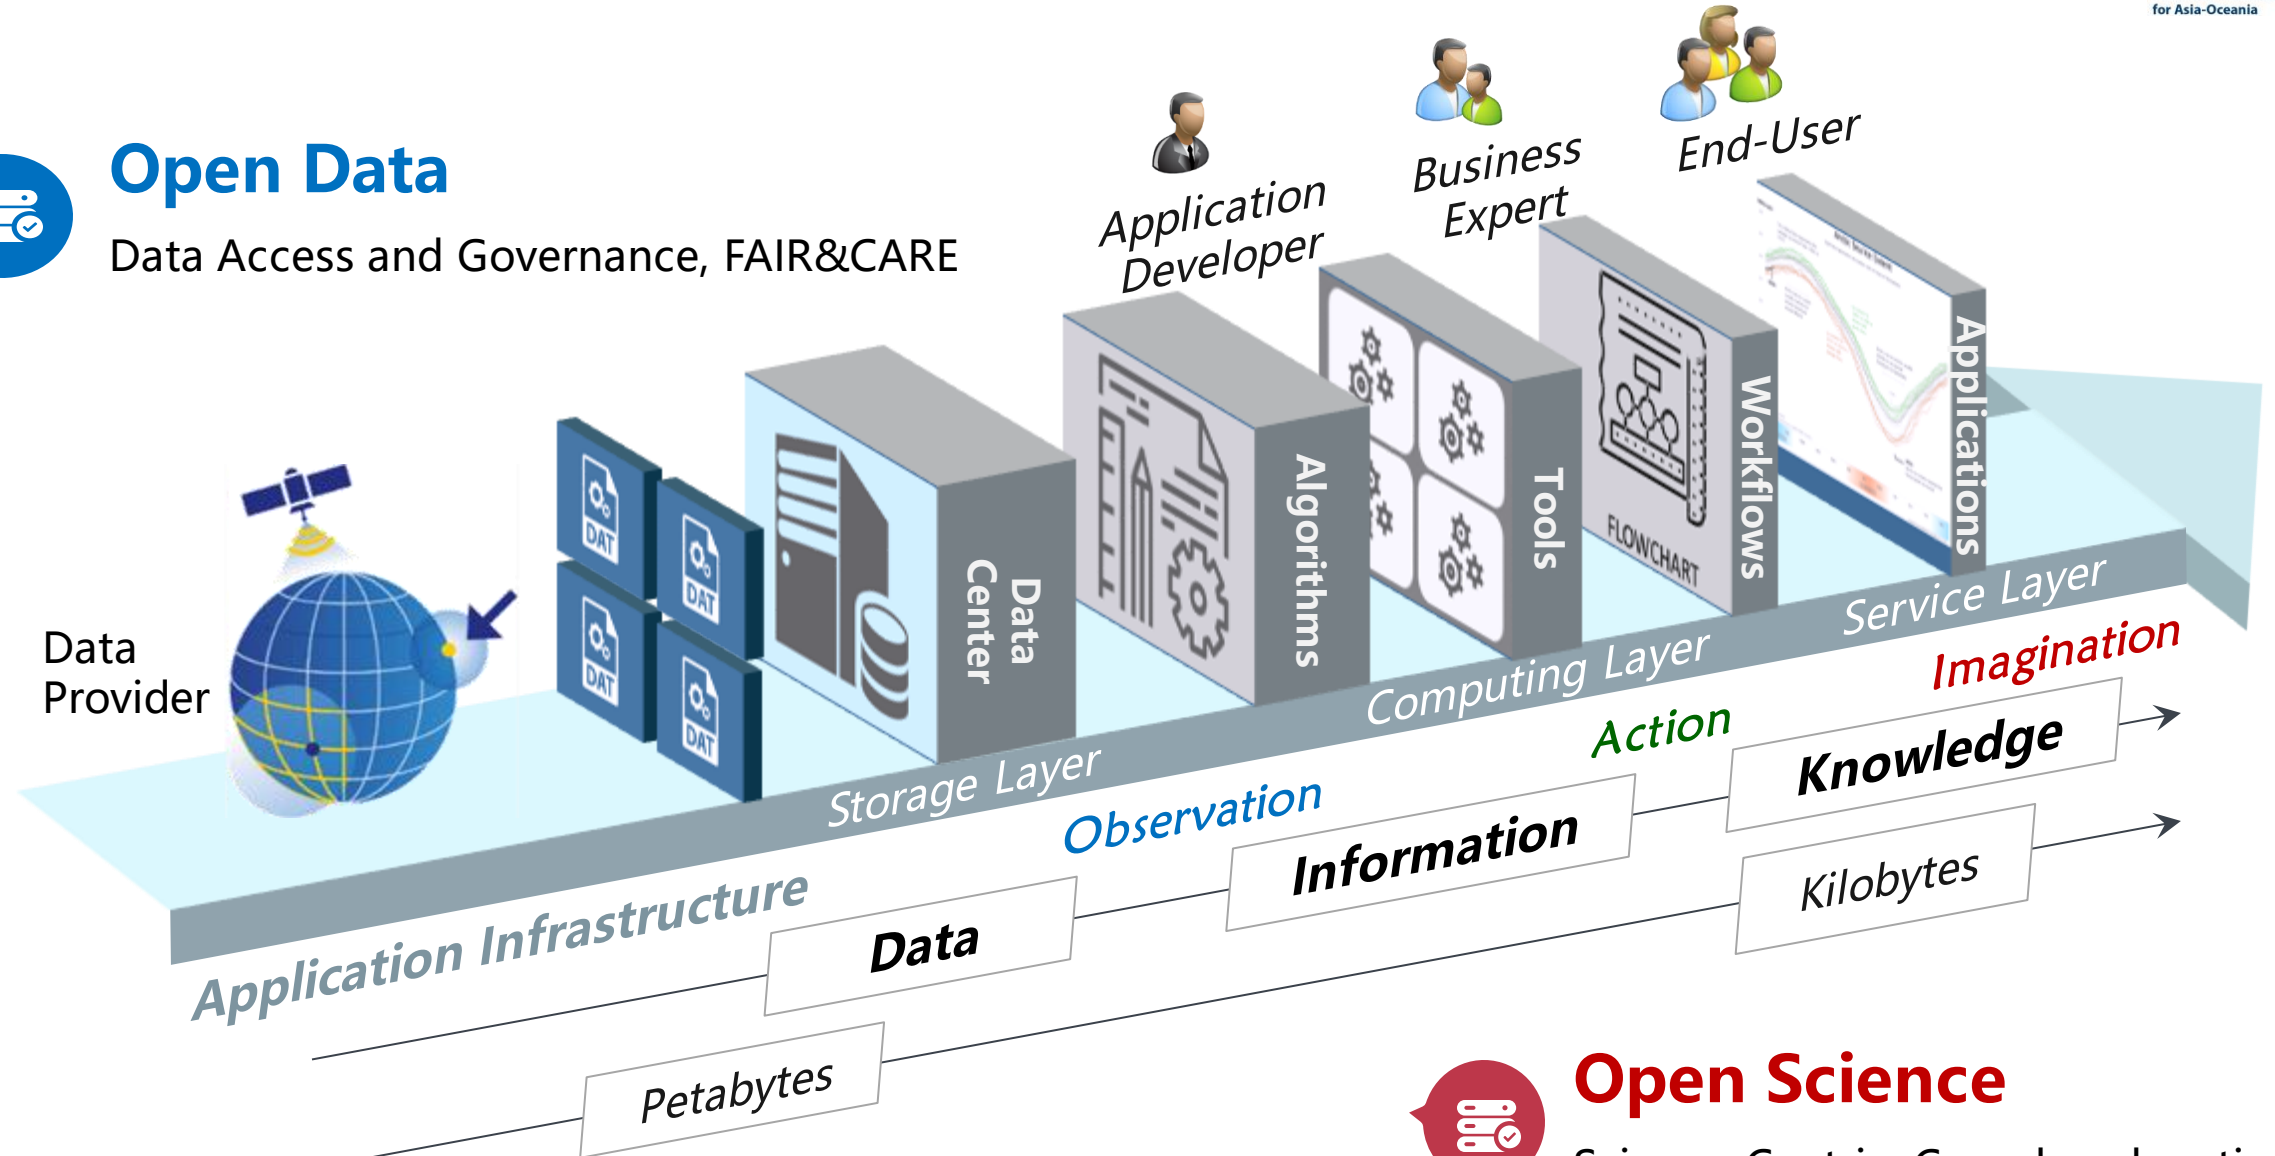 for Asia-Oceania
Open Data
Data Access and Governance, FAIR&CARE
Application
Developer
Business
Expert
End-User
Data
Provider
DAT
DAT
DAT
DAT
Data
Center
Algorithms
Tools
FLOWCHART
Workflows
Applications
Storage Layer
Computing Layer
Service Layer
Application Infrastructure
Observation
Action
Imagination
Data
Information
Knowledge
Petabytes
Kilobytes
Open Science